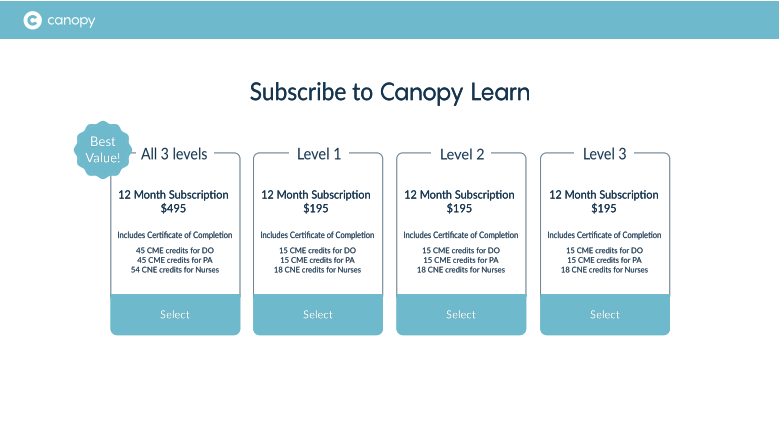 canopy
Subscribe to Canopy Learn
Best
Value!
All 3 levels
12 Month Subscription
$495
Includes Certificate of Completion
45 CME credits for DO
45 CME credits for PA
54 CNE credits for Nurses
Select
Level 1
12 Month Subscription
$195
Includes Certificate of Completion
15 CME credits for DO
15 CME credits for PA
18 CNE credits for Nurses
Select
Level 2
12 Month Subscription
$195
Includes Certificate of Completion
15 CME credits for DO
15 CME credits for PA
18 CNE credits for Nurses
Select
Level 3
12 Month Subscription
$195
Includes Certificate of Completion
15 CME credits for DO
15 CME credits for PA
18 CNE credits for Nurses
Select